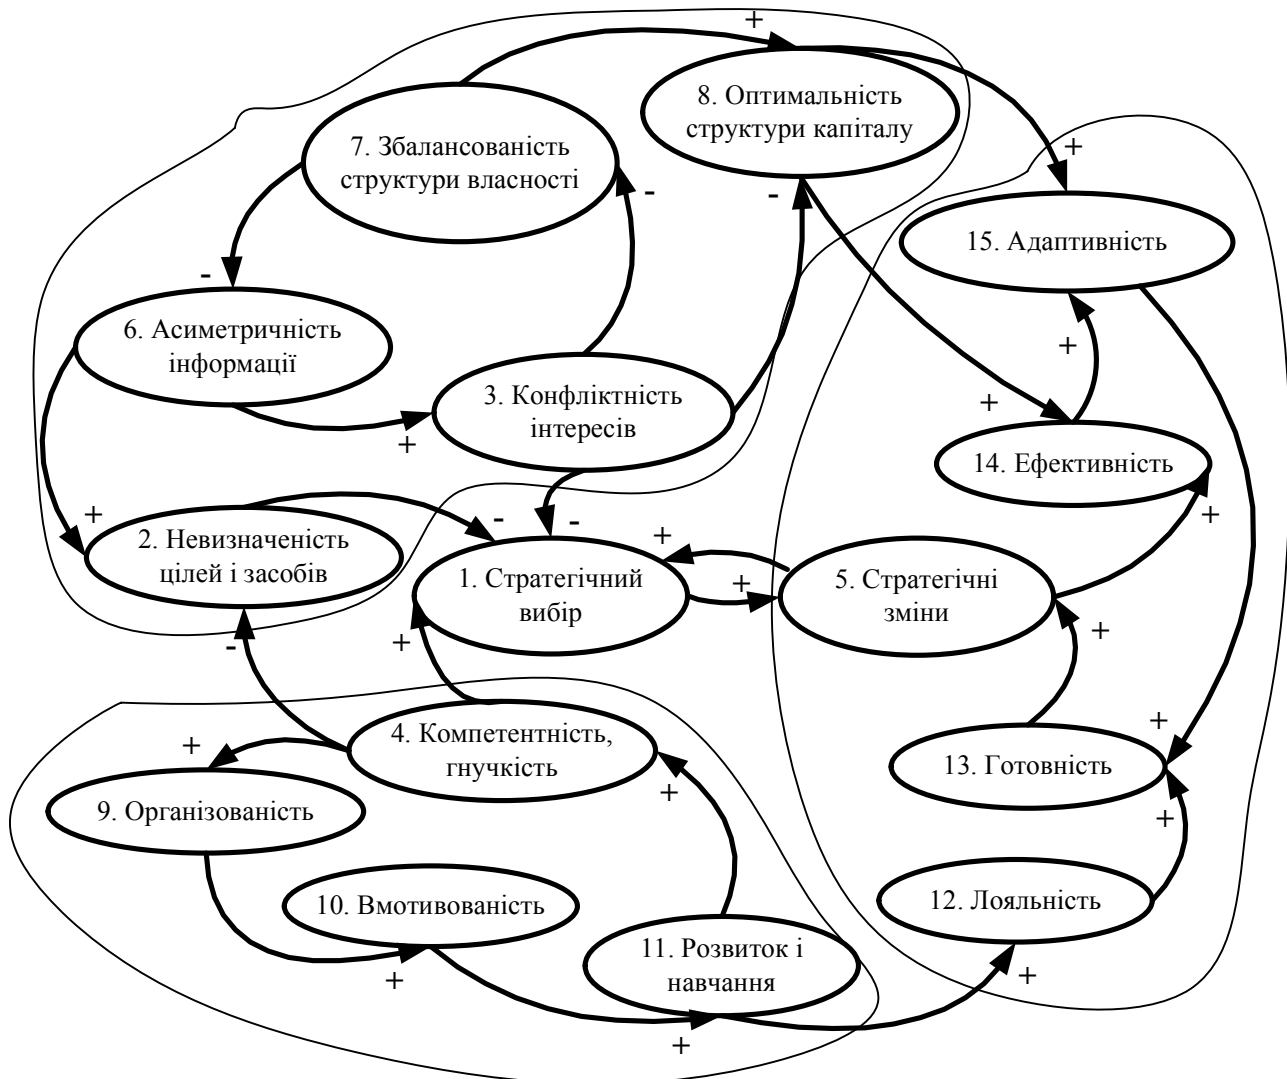 +
8. Оптимальність
структури капіталу
7. Збалансованість
структури власності
+
-
-
15. Адаптивність
-
6. Асиметричність
інформації
+
3. Конфліктність
інтересів
+
+
14. Ефективність
+
-
-
+
+
2. Невизначеність
цілей і засобів
1. Стратегічний
вибір
+
5. Стратегічні
зміни
+
-
+
+
4. Компетентність,
гнучкість
+
+
13. Готовність
+
9. Організованість
+
10. Вмотивованість
12. Лояльність
11. Розвиток і
навчання
+
+
+